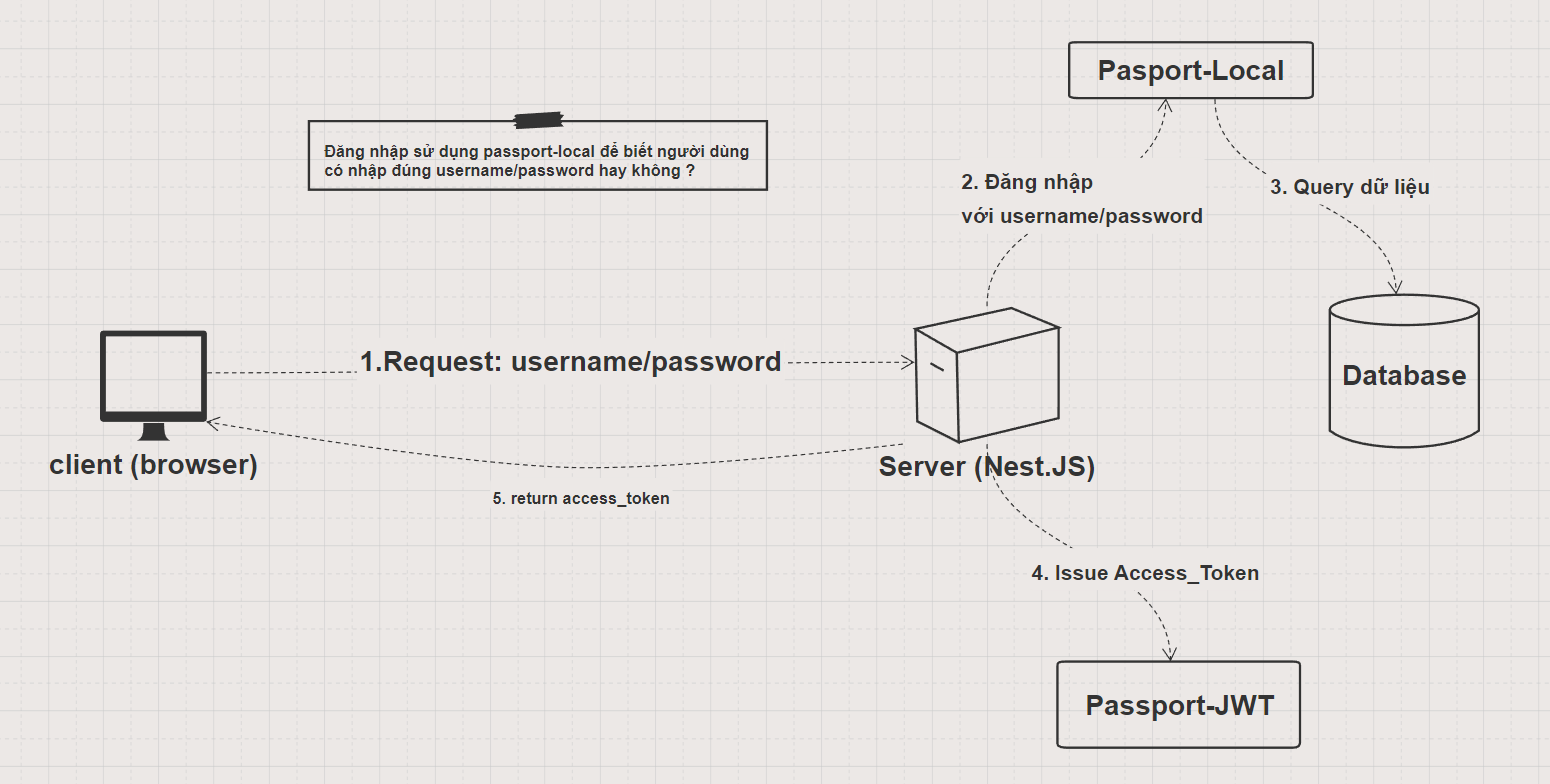 Pasport-Local
Đăng nhập sử dụng passport-local để biết người dùng
có nhập đúng username/password hay không ?
2. Đăng nhập
với username/password
3. Query dữ liệu
1.Request: username/password
Database
client (browser)
Server (Nest.JS)
5. return access_token
4. Issue Access_Token
Passport-JWT